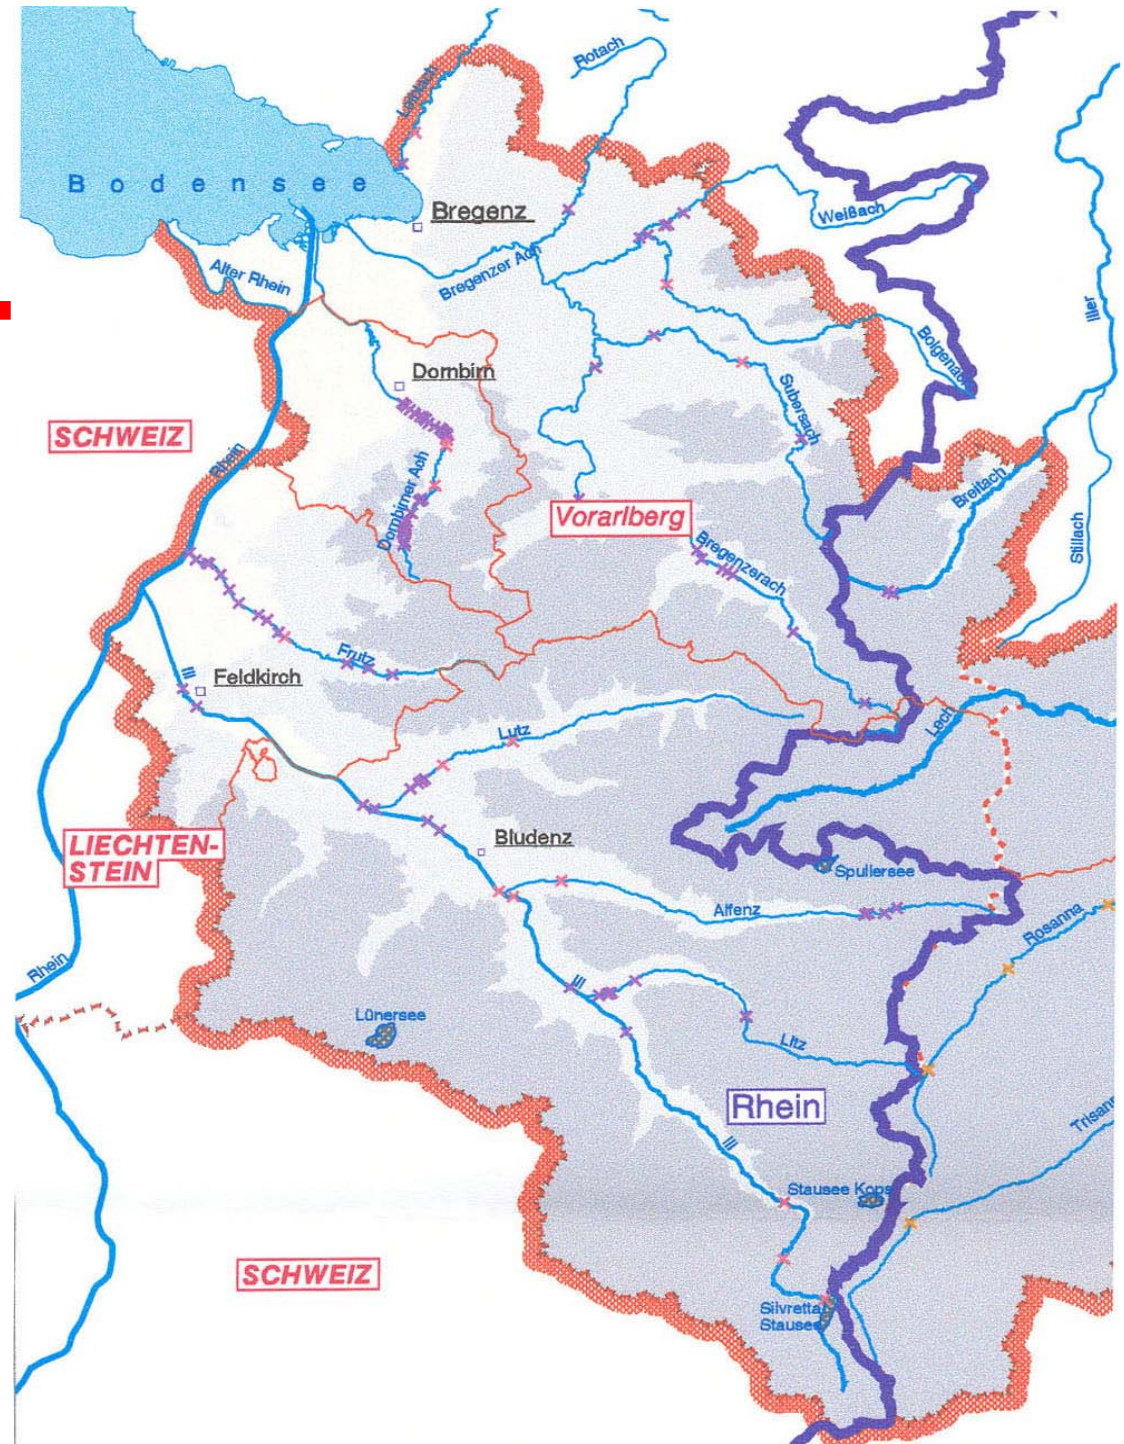 Rotach
Leiblach
Bodensee
Bregenz
Weißach
Bregenzer Ach
Alter Rhein
Iller
Bolgenach
Dornbirn
Subersach
SCHWEIZ
Rhein
Dornbirner Ach
Breitach
Vorarlberg
Stillach
Bregenzerach
Frutz
Ill
Feldkirch
Lech
Lutz
LIECHTEN-
STEIN
Bludenz
Spullersee
Alfenz
Rosanna
Rhein
Ill
Lünersee
Litz
Rhein
Trisann
Ill
Stausee Kops
SCHWEIZ
Silvretta
Stausee